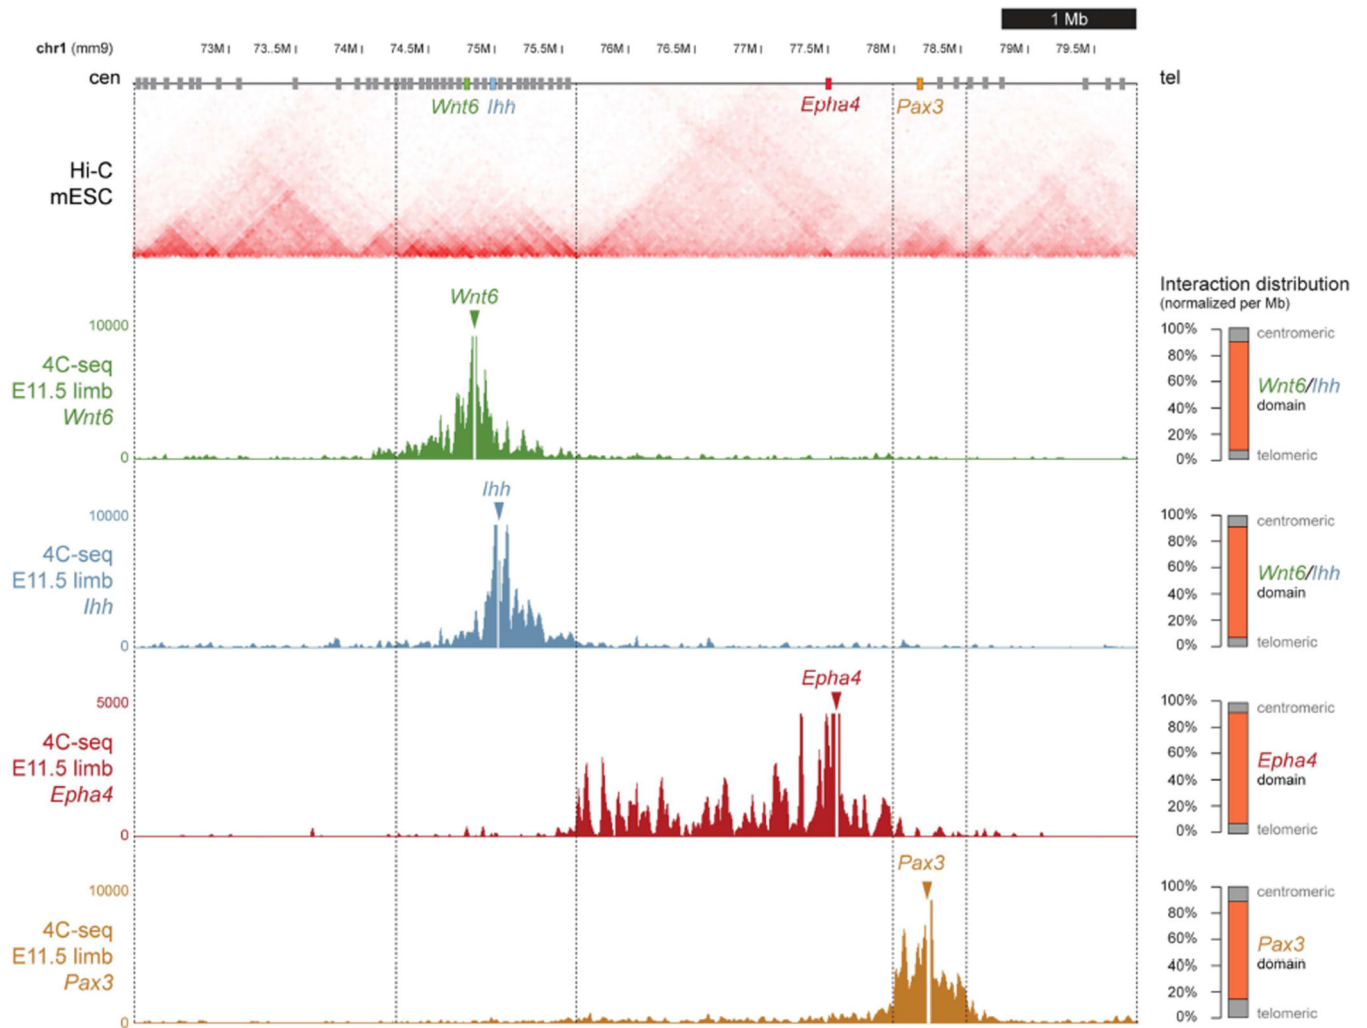 1 Mb
chr1 (mm9)
73M 73..5M 74M 74.5M 75M 75.5M 76M 76.5M 77M 77.5M 78M 78.5M 79M 79.5M
cen
tel
Wnt6 Ihh Epha4 Pax3
Hi-C
mESC
Interaction distribution
(normalized per Mb)
Wnt6
10000
4C-seq
E11.5 limb
Wnt6
0
100%
80%
60%
40%
20%
0%
centromeric
Wnt6/Ihh
domain
telomeric
Ihh
10000
4C-seq
E11.5 limb
Ihh
0
100%
80%
60%
40%
20%
0%
centromeric
Wnt6/Ihh
domain
telomeric
Epha4
5000
4C-seq
E11.5 limb
Epha4
0
100%
80%
60%
40%
20%
0%
centromeric
Epha4
domain
telomeric
Pax3
10000
4C-seq
E11.5 limb
Pax3
0
100%
80%
60%
40%
20%
0%
centromeric
Pax3
domain
telomeric